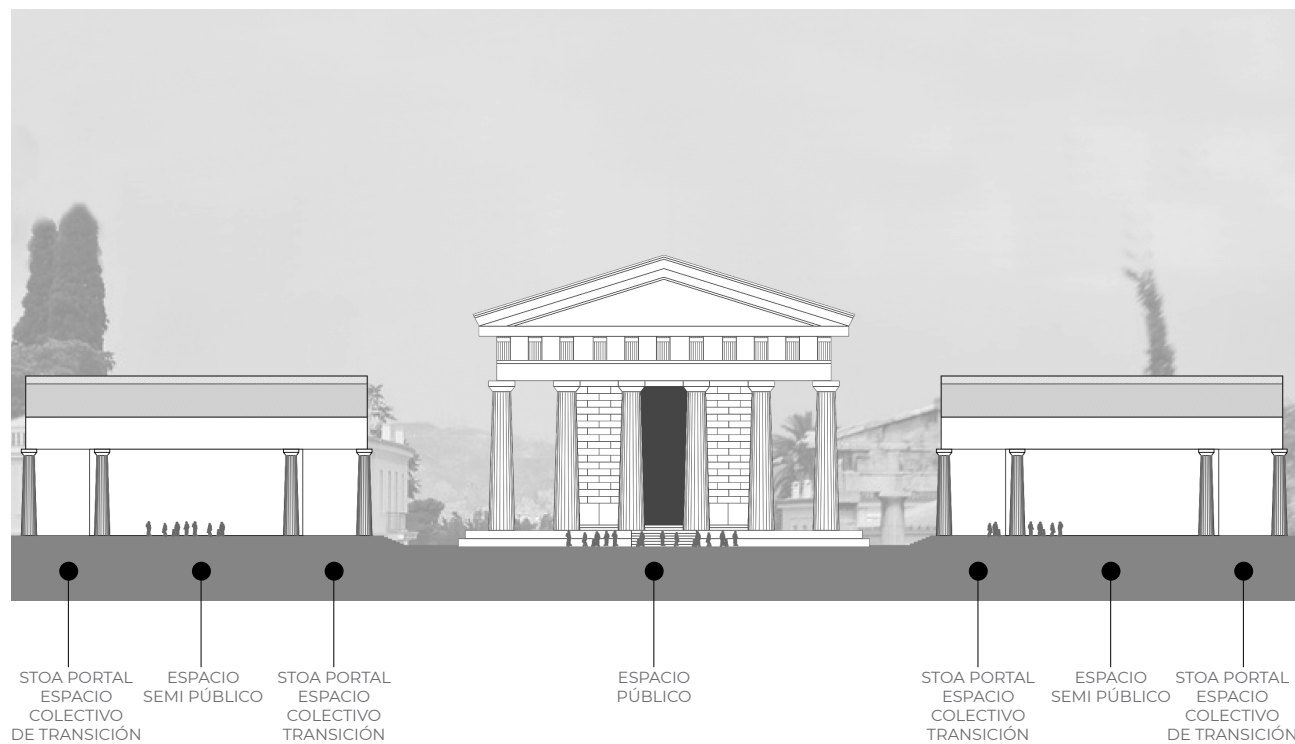 STOA PORTAL
ESPACIO
COLECTIVO
DE TRANSICIÓN
ESPACIO
SEMI PÚBLICO
STOA PORTAL
ESPACIO
COLECTIVO
TRANSICIÓN
ESPACIO
PÚBLICO
STOA PORTAL
ESPACIO
COLECTIVO
TRANSICIÓN
ESPACIO
SEMI PÚBLICO
STOA PORTAL
ESPACIO
COLECTIVO
DE TRANSICIÓN